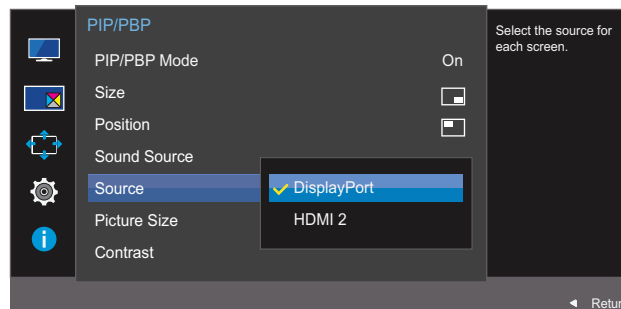 PIP/PBP
PIP/PBP Mode On
Size
Position
Sound Source
Source
DisplayPort
HDMI 2
Picture Size
Contrast
Select the source for
each screen.
Retur